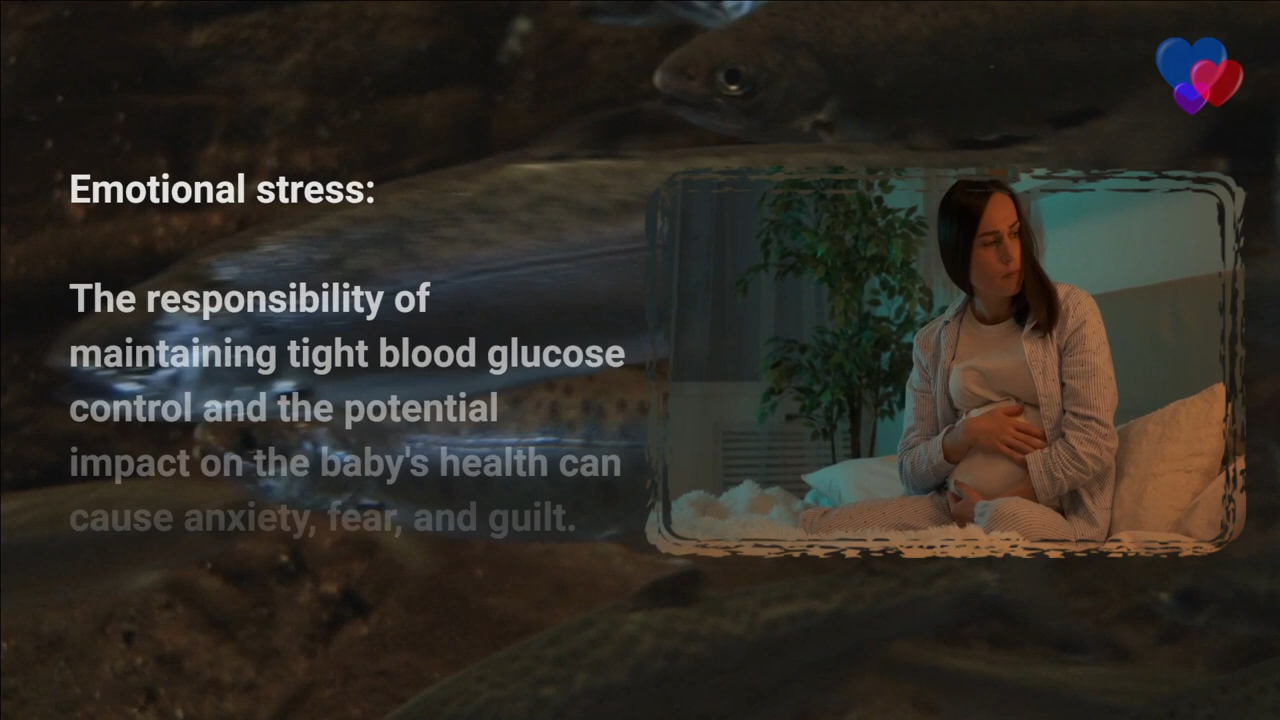 Emotional stress:
The responsibility of
maintaining tight blood glucose
control and the potential
impact on the baby's health can
cause anxiety, fear, and guilt.